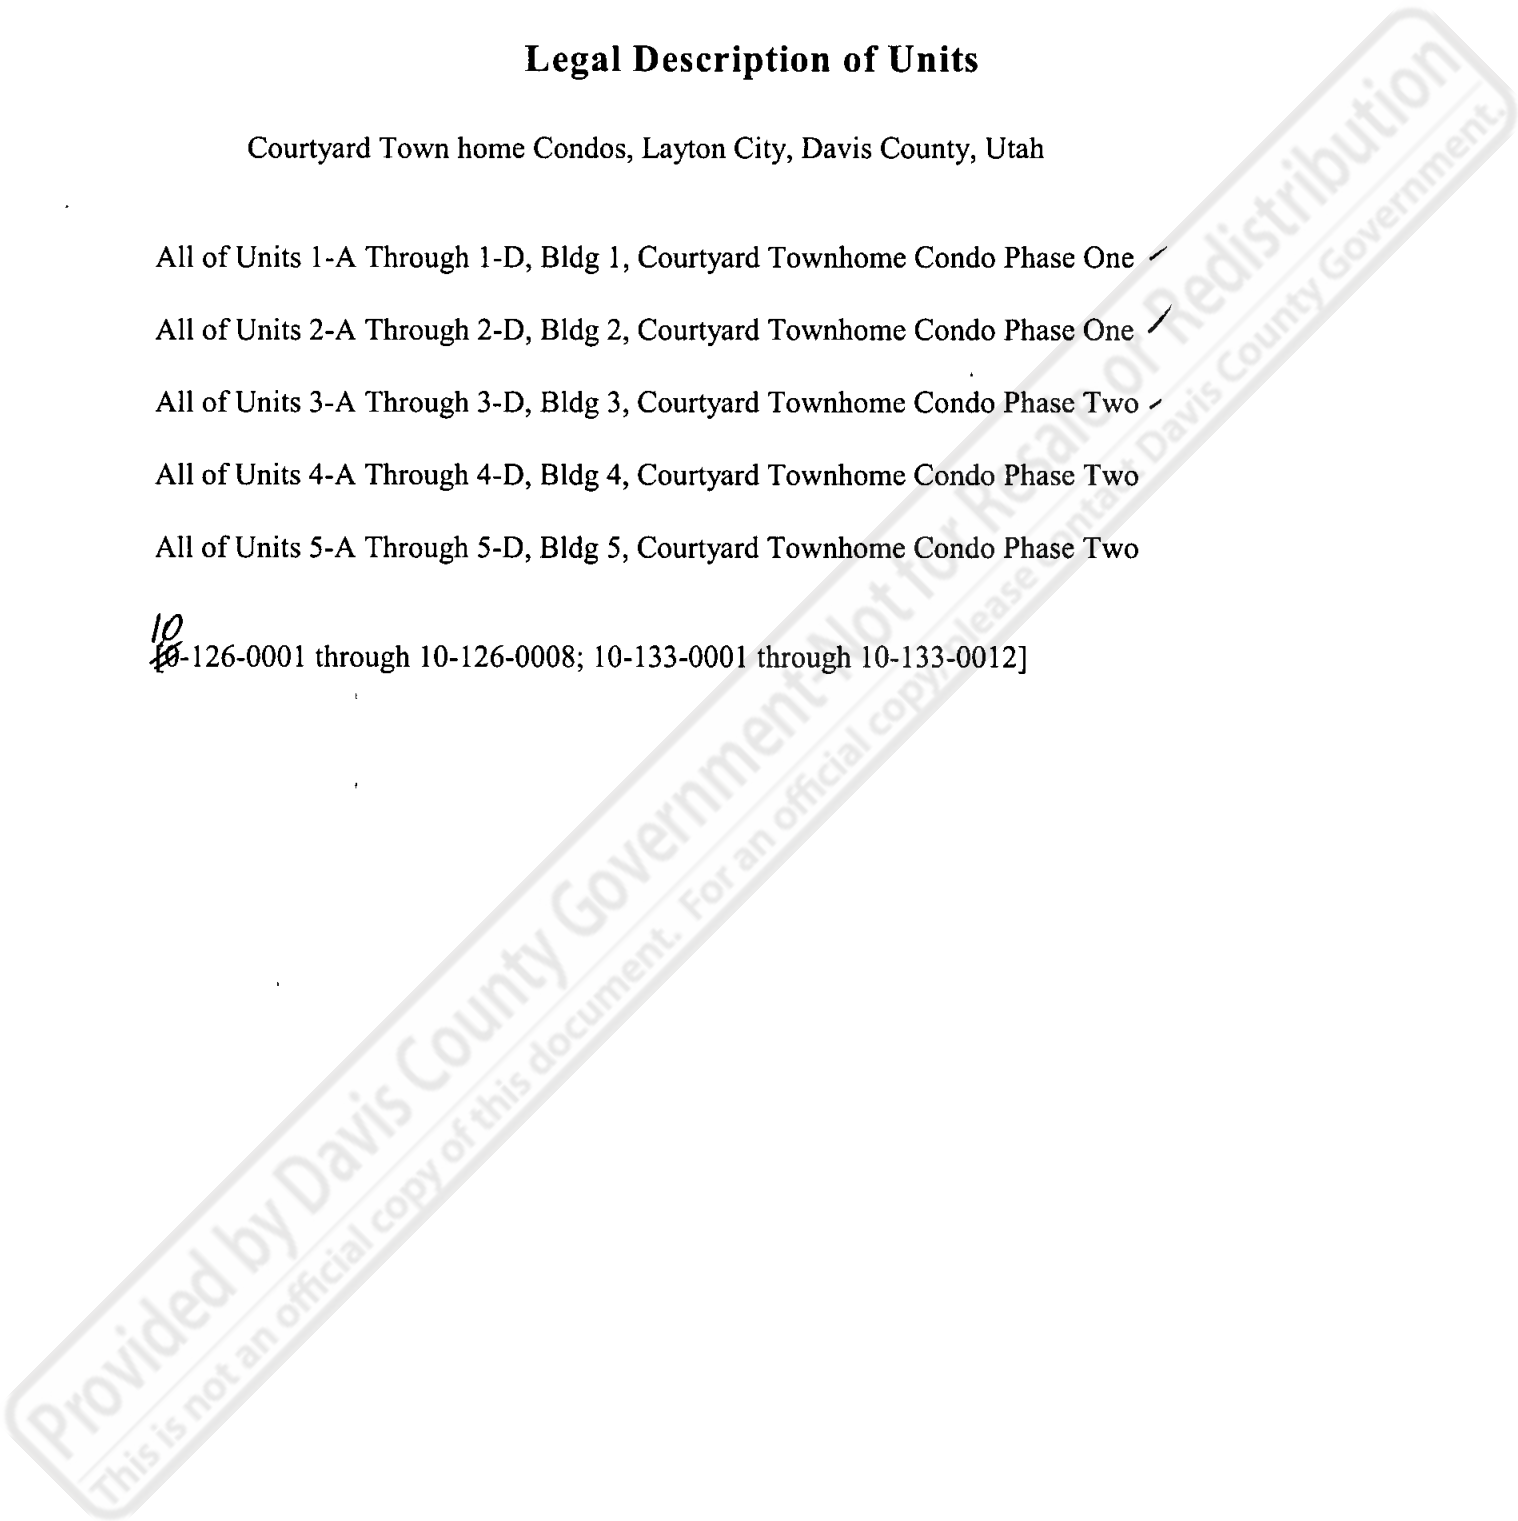 Legal Description of Units
Courtyard Town home Condos, Layton City, Davis County, Utah
All of Units 1-A Through 1-D, Bldg 1, Courtyard Townhome Condo Phase One
All of Units 2-A Through 2-D, Bldg 2, Courtyard Townhome Condo Phase One
All of Units 3-A Through 3-D, Bldg 3, Courtyard Townhome Condo Phase Two
All of Units 4-A Through 4-D, Bldg 4, Courtyard Townhome Condo Phase Two
All of Units 5-A Through 5-D, Bldg 5, Courtyard Townhome Condo Phase Two
10
-126-0001 through 10-126-0008; 10-133-0001 through 10-133-0012]
Provided by Davis County Government-Not for Resale or Redistribution
This is not an official copy of this document. For an official copy, please contact Davis County Government.